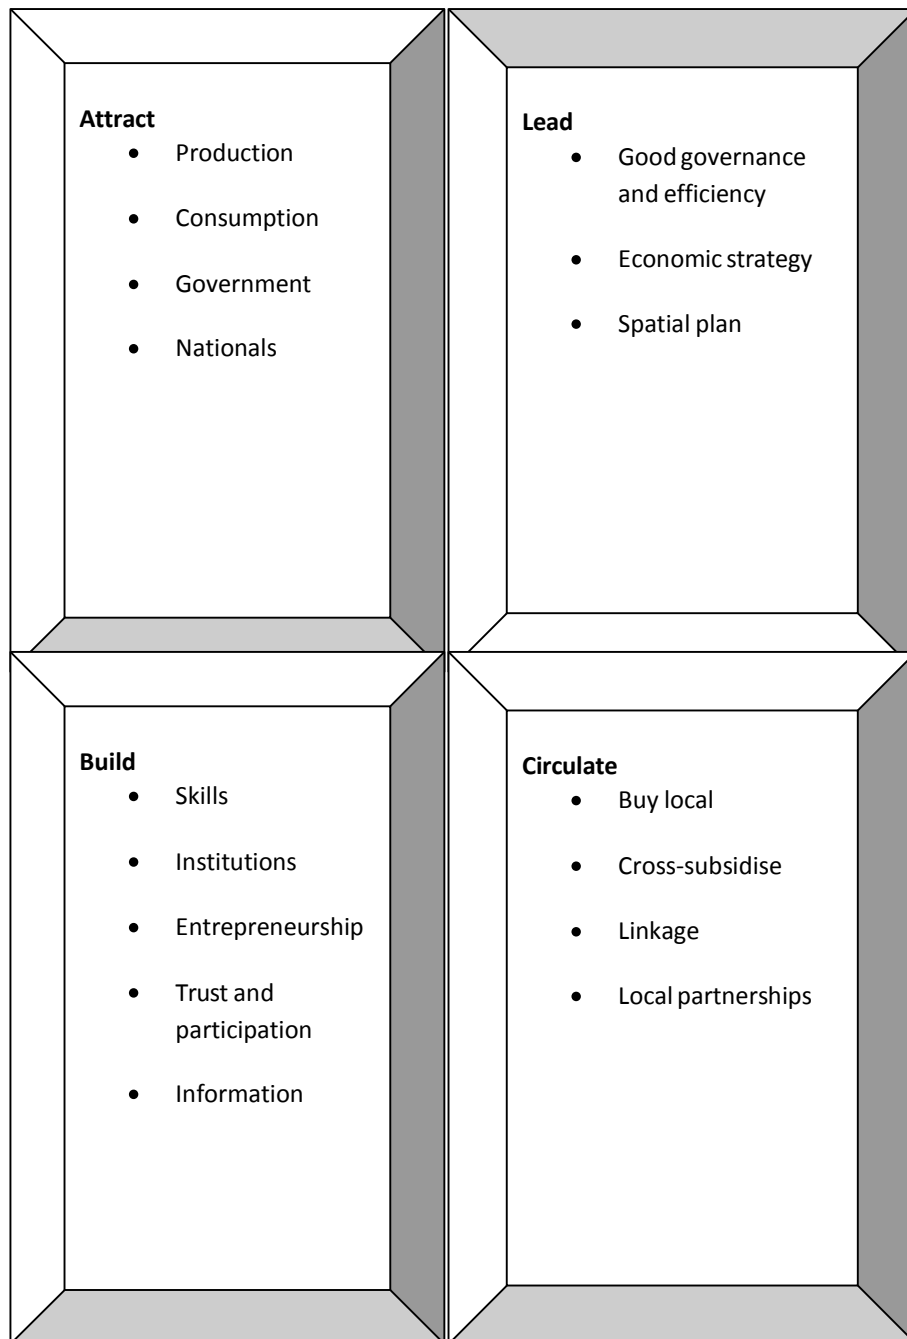 Attract
• Production
• Consumption
• Government
• Nationals
Lead
• Good governance
and efficiency
• Economic strategy
• Spatial plan
Build
• Skills
• Institutions
• Entrepreneurship
• Trust and
participation
• Information
Circulate
• Buy local
• Cross-subsidise
• Linkage
• Local partnerships